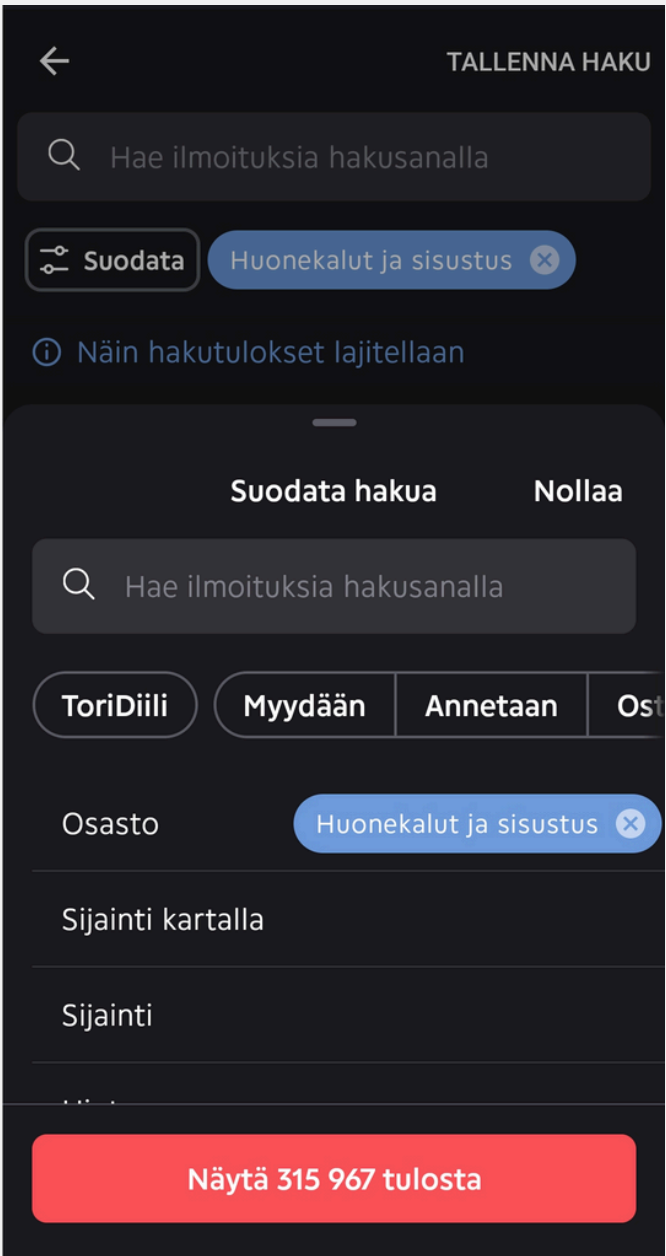 TALLENNA HAKU
Hae ilmoituksia hakusanalla
Suodata Huonekalut ja sisustus
Näin hakutulokset lajitellaan
Suodata hakua Nollaa
Hae ilmoituksia hakusanalla
ToriDiili Myydään Annetaan Ost
Osasto Huonekalut ja sisustus
Sijainti kartalla
Sijainti
Näytä 315 967 tulosta